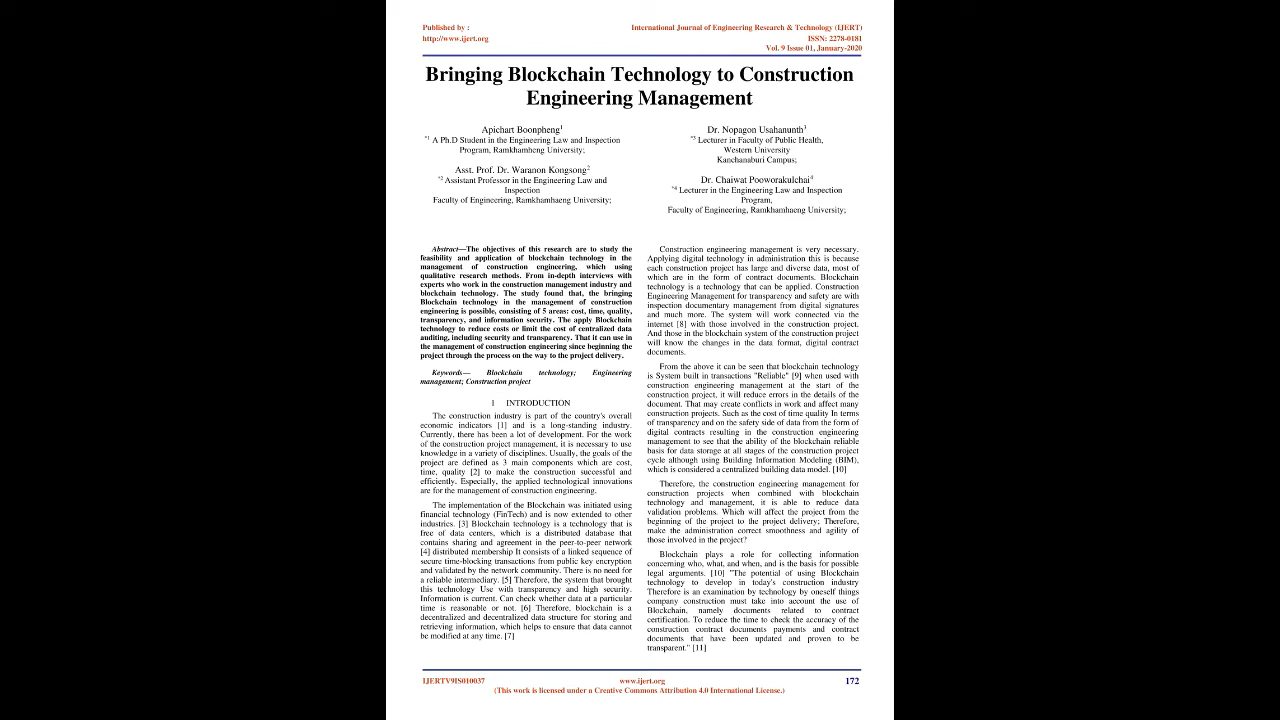 Published by :
http://www.ijert.org
International Journal of Engineering Research & Technology (IJERT)
ISSN: 2278-0181
Vol. 9 Issue 01, January-2020
Bringing Blockchain Technology to Construction
Engineering Management
Apichart Boonpheng1
*1 A Ph.D Student in the Engineering Law and Inspection
Program, Ramkhamheng University;
Asst. Prof. Dr. Waranon Kongsong2
*2 Assistant Professor in the Engineering Law and
Inspection
Faculty of Engineering, Ramkhamhaeng University;
Dr. Nopagon Usahanunth3
*3 Lecturer in Faculty of Public Health,
Western University
Kanchanaburi Campus;
Dr. Chaiwat Pooworakulchai4
*4 Lecturer in the Engineering Law and Inspection
Program,
Faculty of Engineering, Ramkhamhaeng University;
Abstract—The objectives of this research are to study the
feasibility and application of blockchain technology in the
management of construction engineering, which using
qualitative research methods. From in-depth interviews with
experts who work in the construction management industry and
blockchain technology. The study found that, the bringing
Blockchain technology in the management of construction
engineering is possible, consisting of 5 areas: cost, time, quality,
transparency, and information security. The apply Blockchain
technology to reduce costs or limit the cost of centralized data
auditing, including security and transparency. That it can use in
the management of construction engineering since beginning the
project through the process on the way to the project delivery.
Keywords— Blockchain technology; Engineering
management; Construction project
1 INTRODUCTION
The construction industry is part of the country's overall
economic indicators [1] and is a long-standing industry.
Currently, there has been a lot of development. For the work
of the construction project management, it is necessary to use
knowledge in a variety of disciplines. Usually, the goals of the
project are defined as 3 main components which are cost,
time, quality [2] to make the construction successful and
efficiently. Especially, the applied technological innovations
are for the management of construction engineering.
The implementation of the Blockchain was initiated using
financial technology (FinTech) and is now extended to other
industries. [3] Blockchain technology is a technology that is
free of data centers, which is a distributed database that
contains sharing and agreement in the peer-to-peer network
[4] distributed membership It consists of a linked sequence of
secure time-blocking transactions from public key encryption
and validated by the network community. There is no need for
a reliable intermediary. [5] Therefore, the system that brought
this technology Use with transparency and high security.
Information is current. Can check whether data at a particular
time is reasonable or not. [6] Therefore, blockchain is a
decentralized and decentralized data structure for storing and
retrieving information, which helps to ensure that data cannot
be modified at any time. [7]
Construction engineering management is very necessary.
Applying digital technology in administration this is because
each construction project has large and diverse data, most of
which are in the form of contract documents. Blockchain
technology is a technology that can be applied. Construction
Engineering Management for transparency and safety are with
inspection documentary management from digital signatures
and much more. The system will work connected via the
internet [8] with those involved in the construction project.
And those in the blockchain system of the construction project
will know the changes in the data format, digital contract
documents.
From the above it can be seen that blockchain technology
is System built in transactions "Reliable" [9] when used with
construction engineering management at the start of the
construction project, it will reduce errors in the details of the
document. That may create conflicts in work and affect many
construction projects. Such as the cost of time quality In terms
of transparency and on the safety side of data from the form of
digital contracts resulting in the construction engineering
management to see that the ability of the blockchain reliable
basis for data storage at all stages of the construction project
cycle although using Building Information Modeling (BIM),
which is considered a centralized building data model. [10]
Therefore, the construction engineering management for
construction projects when combined with blockchain
technology and management, it is able to reduce data
validation problems. Which will affect the project from the
beginning of the project to the project delivery; Therefore,
make the administration correct smoothness and agility of
those involved in the project?
Blockchain plays a role for collecting information
concerning who, what, and when, and is the basis for possible
legal arguments. [10] "The potential of using Blockchain
technology to develop in today's construction industry
Therefore is an examination by technology by oneself things
company construction must take into account the use of
Blockchain, namely documents related to contract
certification. To reduce the time to check the accuracy of the
construction contract documents payments and contract
documents that have been updated and proven to be
transparent." [11]
IJERTV9IS010037
www.ijert.org
172
(This work is licensed under a Creative Commons Attribution 4.0 International License.)